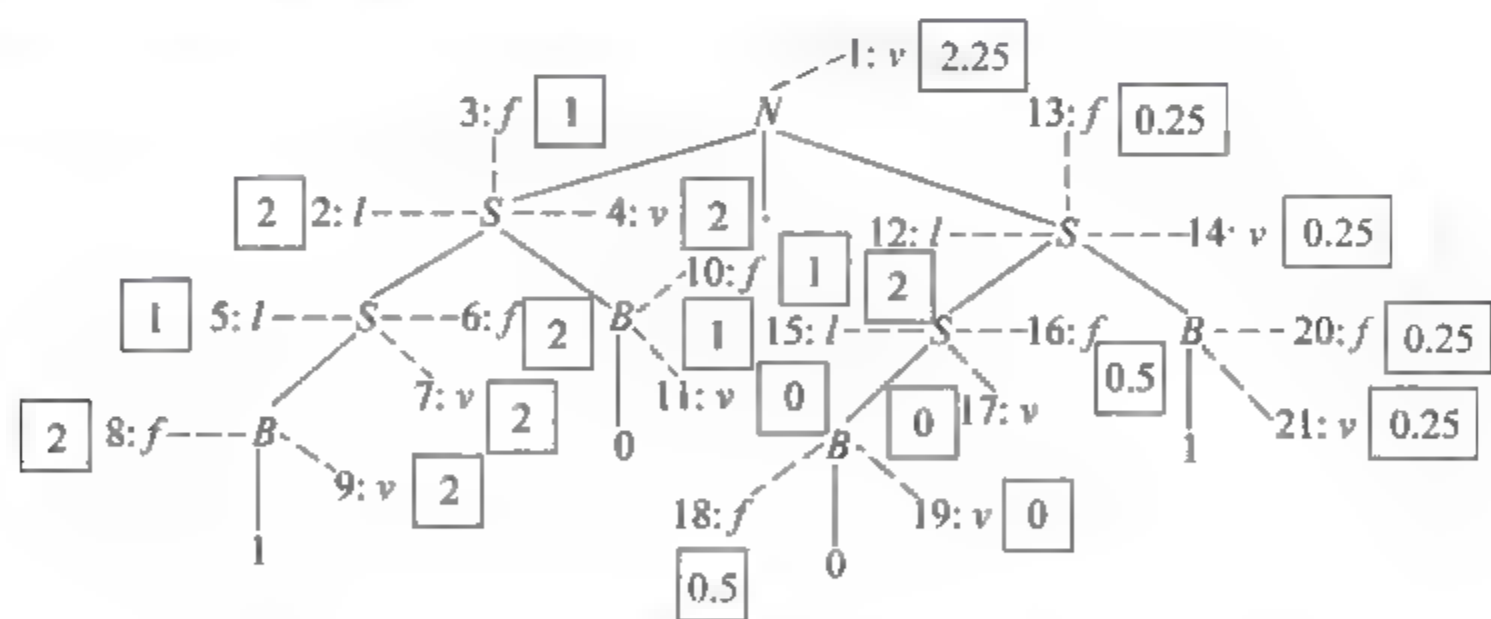 1: v 2.25
3: f 1 N 13: f 0.25
2 2: l S 4: v 2 . 12: l S 14: v 0.25
10: f 1 2
1 5: l S 6: f 2 B 1 15: l S 16: f B 20: f 0.25
7: v 2 11: v 0 0 17: v 0.5 21: v 0.25
2 8: f B 0 B 1
9: v 2 18: f 19: v 0
1 0.5 0